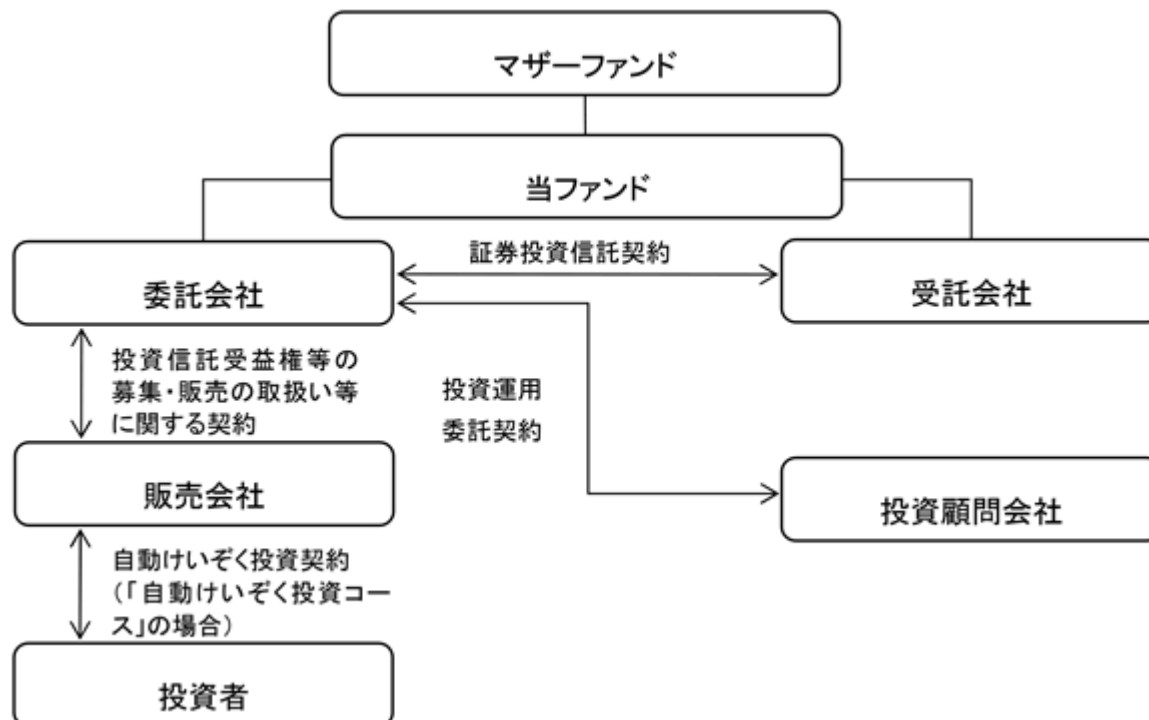 マザーファンド
当ファンド
証券投資信託契約
委託会社
受託会社
投資信託受益権等の
募集・販売の取扱い等
に関する契約
投資運用
委託契約
販売会社
投資顧問会社
自動けいぞく投資契約
(「自動けいぞく投資コー
ス」の場合)
投資者